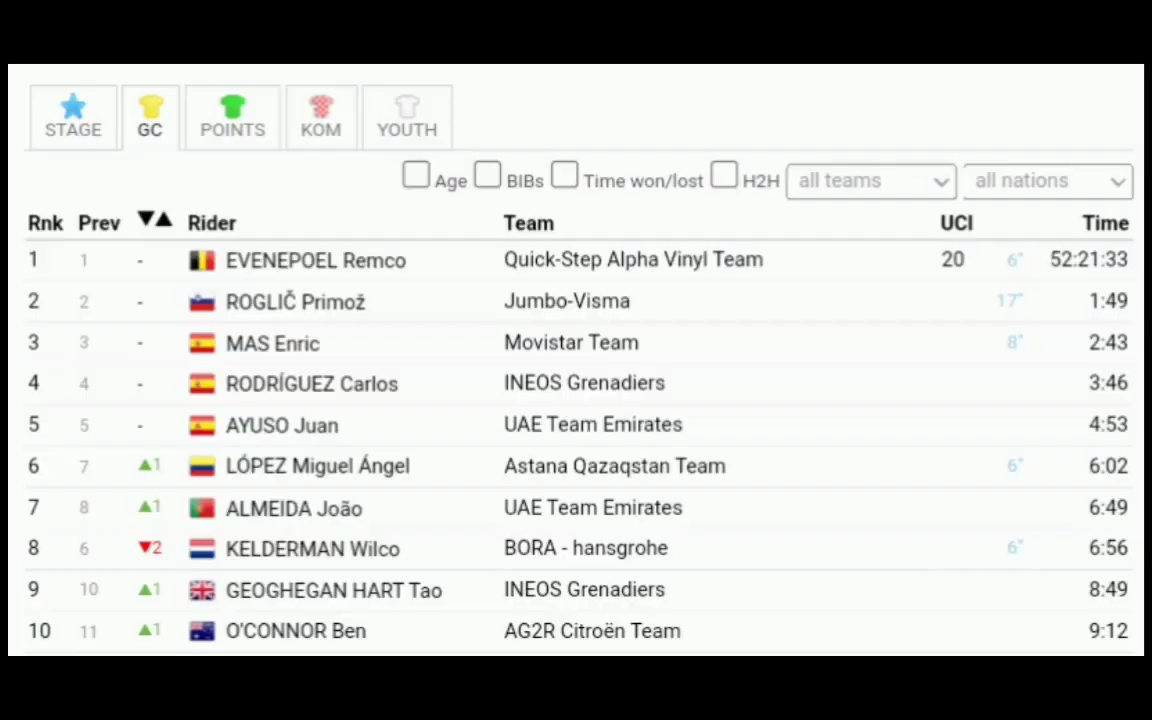 STAGE GC POINTS KOM YOUTH
Age BIBs Time won/lost H2H all teams all nations
Rnk Prev ▼▲ Rider Team UCI Time
1 1 - EVENEPOEL Remco Quick-Step Alpha Vinyl Team 20 6″ 52:21:33
2 2 - ROGLIČ Primož Jumbo-Visma 17″ 1:49
3 3 - MAS Enric Movistar Team 8″ 2:43
4 4 - RODRÍGUEZ Carlos INEOS Grenadiers 3:46
5 5 - AYUSO Juan UAE Team Emirates 4:53
6 7 ▲1 LÓPEZ Miguel Ángel Astana Qazaqstan Team 6″ 6:02
7 8 ▲1 ALMEIDA João UAE Team Emirates 6:49
8 6 ▼2 KELDERMAN Wilco BORA - hansgrohe 6″ 6:56
9 10 ▲1 GEOGHEGAN HART Tao INEOS Grenadiers 8:49
10 11 ▲1 O'CONNOR Ben AG2R Citroën Team 9:12